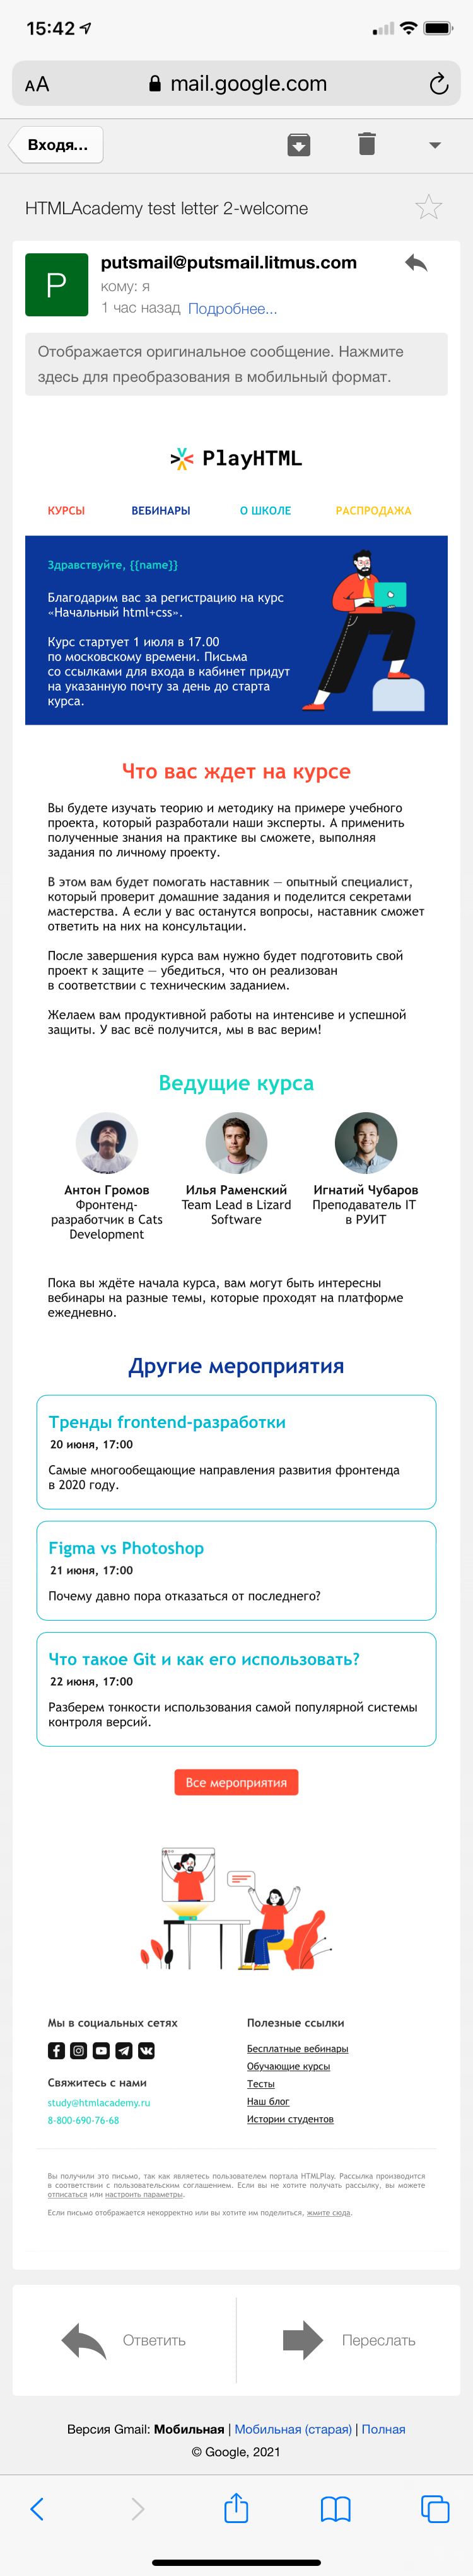 15:42
AA mail.google.com
Входя...
HTMLAcademy test letter 2-welcome
P
putsmail@putsmail.litmus.com
кому: я
1 час назад Подробнее...
Отображается оригинальное сообщение. Нажмите
здесь для преобразования в мобильный формат.
PlayHTML
КУРСЫ ВЕБИНАРЫ О ШКОЛЕ РАСПРОДАЖА
Здравствуйте, {{name}}
Благодарим вас за регистрацию на курс
«Начальный html+css».
Курс стартует 1 июля в 17.00
по московскому времени. Письма
со ссылками для входа в кабинет придут
на указанную почту за день до старта
курса.
Что вас ждет на курсе
Вы будете изучать теорию и методику на примере учебного
проекта, который разработали наши эксперты. А применить
полученные знания на практике вы сможете, выполняя
задания по личному проекту.
В этом вам будет помогать наставник — опытный специалист,
который проверит домашние задания и поделится секретами
мастерства. А если у вас останутся вопросы, наставник сможет
ответить на них на консультации.
После завершения курса вам нужно будет подготовить свой
проект к защите — убедиться, что он реализован
в соответствии с техническим заданием.
Желаем вам продуктивной работы на интенсиве и успешной
защиты. У вас всё получится, мы в вас верим!
Ведущие курса
Антон Громов
Фронтенд-
разработчик в Cats
Development
Илья Раменский
Team Lead в Lizard
Software
Игнатий Чубаров
Преподаватель IT
в РУИТ
Пока вы ждёте начала курса, вам могут быть интересны
вебинары на разные темы, которые проходят на платформе
ежедневно.
Другие мероприятия
Тренды frontend-разработки
20 июня, 17:00
Самые многообещающие направления развития фронтенда
в 2020 году.
Figma vs Photoshop
21 июня, 17:00
Почему давно пора отказаться от последнего?
Что такое Git и как его использовать?
22 июня, 17:00
Разберем тонкости использования самой популярной системы
контроля версий.
Все мероприятия
Мы в социальных сетях
Свяжитесь с нами
study@htmlacademy.ru
8-800-690-76-68
Полезные ссылки
Бесплатные вебинары
Обучающие курсы
Тесты
Наш блог
Истории студентов
Вы получили это письмо, так как являетесь пользователем портала HTMLPlay. Рассылка производится
в соответствии с пользовательским соглашением. Если вы не хотите получать рассылку, вы можете
отписаться или настроить параметры.
Если письмо отображается некорректно или вы хотите им поделиться, жмите сюда.
Ответить Переслать
Версия Gmail: Мобильная | Мобильная (старая) | Полная
© Google, 2021